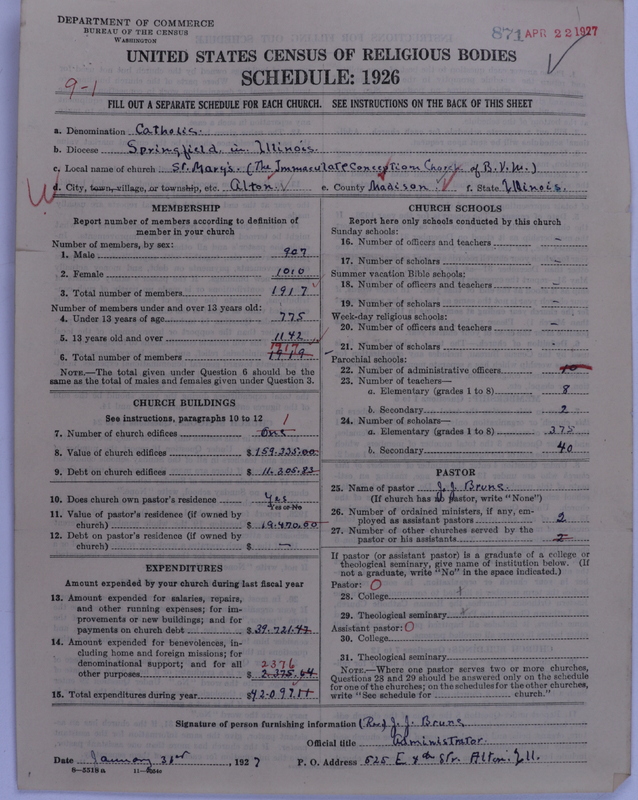 DEPARTMENT OF COMMERCE
BUREAU OF THE CENSUS
WASHINGTON
871 APR 22 1927
UNITED STATES CENSUS OF RELIGIOUS BODIES
SCHEDULE: 1926
9-1
FILL OUT A SEPARATE SCHEDULE FOR EACH CHURCH. SEE INSTRUCTIONS ON THE BACK OF THIS SHEET
a. Denomination Catholic.
b. Diocese Springfield in Illinois.
c. Local name of church St. Mary's. (The Immaculate Conception Church of B.V.M.)
d. City, town, village, or township, etc. Alton e. County Madison f. State Illinois.
MEMBERSHIP
Report number of members according to definition of member in your church
Number of members, by sex:
1. Male 907
2. Female 1010
3. Total number of members 1917
Number of members under and over 13 years old:
4. Under 13 years of age 775
5. 13 years old and over 1142
1917
6. Total number of members 1919
NOTE.—The total given under Question 6 should be the same as the total of males and females given under Question 3.
CHURCH BUILDINGS
See instructions, paragraphs 10 to 12
1
7. Number of church edifices One
8. Value of church edifices $159.235.00
9. Debt on church edifices $ 11.305.83
10. Does church own pastor's residence Yes
Yes or No
11. Value of pastor's residence (if owned by church) $ 19.470.00
12. Debt on pastor's residence (if owned by church) $ —
EXPENDITURES
Amount expended by your church during last fiscal year
13. Amount expended for salaries, repairs, and other running expenses; for improvements or new buildings; and for payments on church debt $39.721.47
14. Amount expended for benevolences, including home and foreign missions; for denominational support; and for all other purposes $ 2.375.64
2376
15. Total expenditures during year $42.097.11
CHURCH SCHOOLS
Report here only schools conducted by this church
Sunday schools:
16. Number of officers and teachers –
17. Number of scholars –
Summer vacation Bible schools:
18. Number of officers and teachers –
19. Number of scholars –
Week-day religious schools:
20. Number of officers and teachers –
21. Number of scholars -
Parochial schools:
22. Number of administrative officers 10
23. Number of teachers—
a. Elementary (grades 1 to 8) 8
b. Secondary 2
24. Number of scholars—
a. Elementary (grades 1 to 8) 375
b. Secondary 40
PASTOR
25. Name of pastor J. J. Brune
(If church has no pastor, write "None")
26. Number of ordained ministers, if any, employed as assistant pastors 2
27. Number of other churches served by the pastor or his assistants 2
If pastor (or assistant pastor) is a graduate of a college or theological seminary, give name of institution below. (If not a graduate, write "No" in the space indicated.)
Pastor: O
28. College
29. Theological seminary
Assistant pastor: O
30. College
31. Theological seminary
NOTE.—Where one pastor serves two or more churches, Questions 28 and 29 should be answered only on the schedule for one of the churches; on the schedules for the other churches, write "See schedule for church."
Signature of person furnishing information (Rev.) J. J. Brune
Official title Administrator.
Date January 31st, 1927 P. O. Address 525 E 4th Str. Alton. Ill.
8—5318a